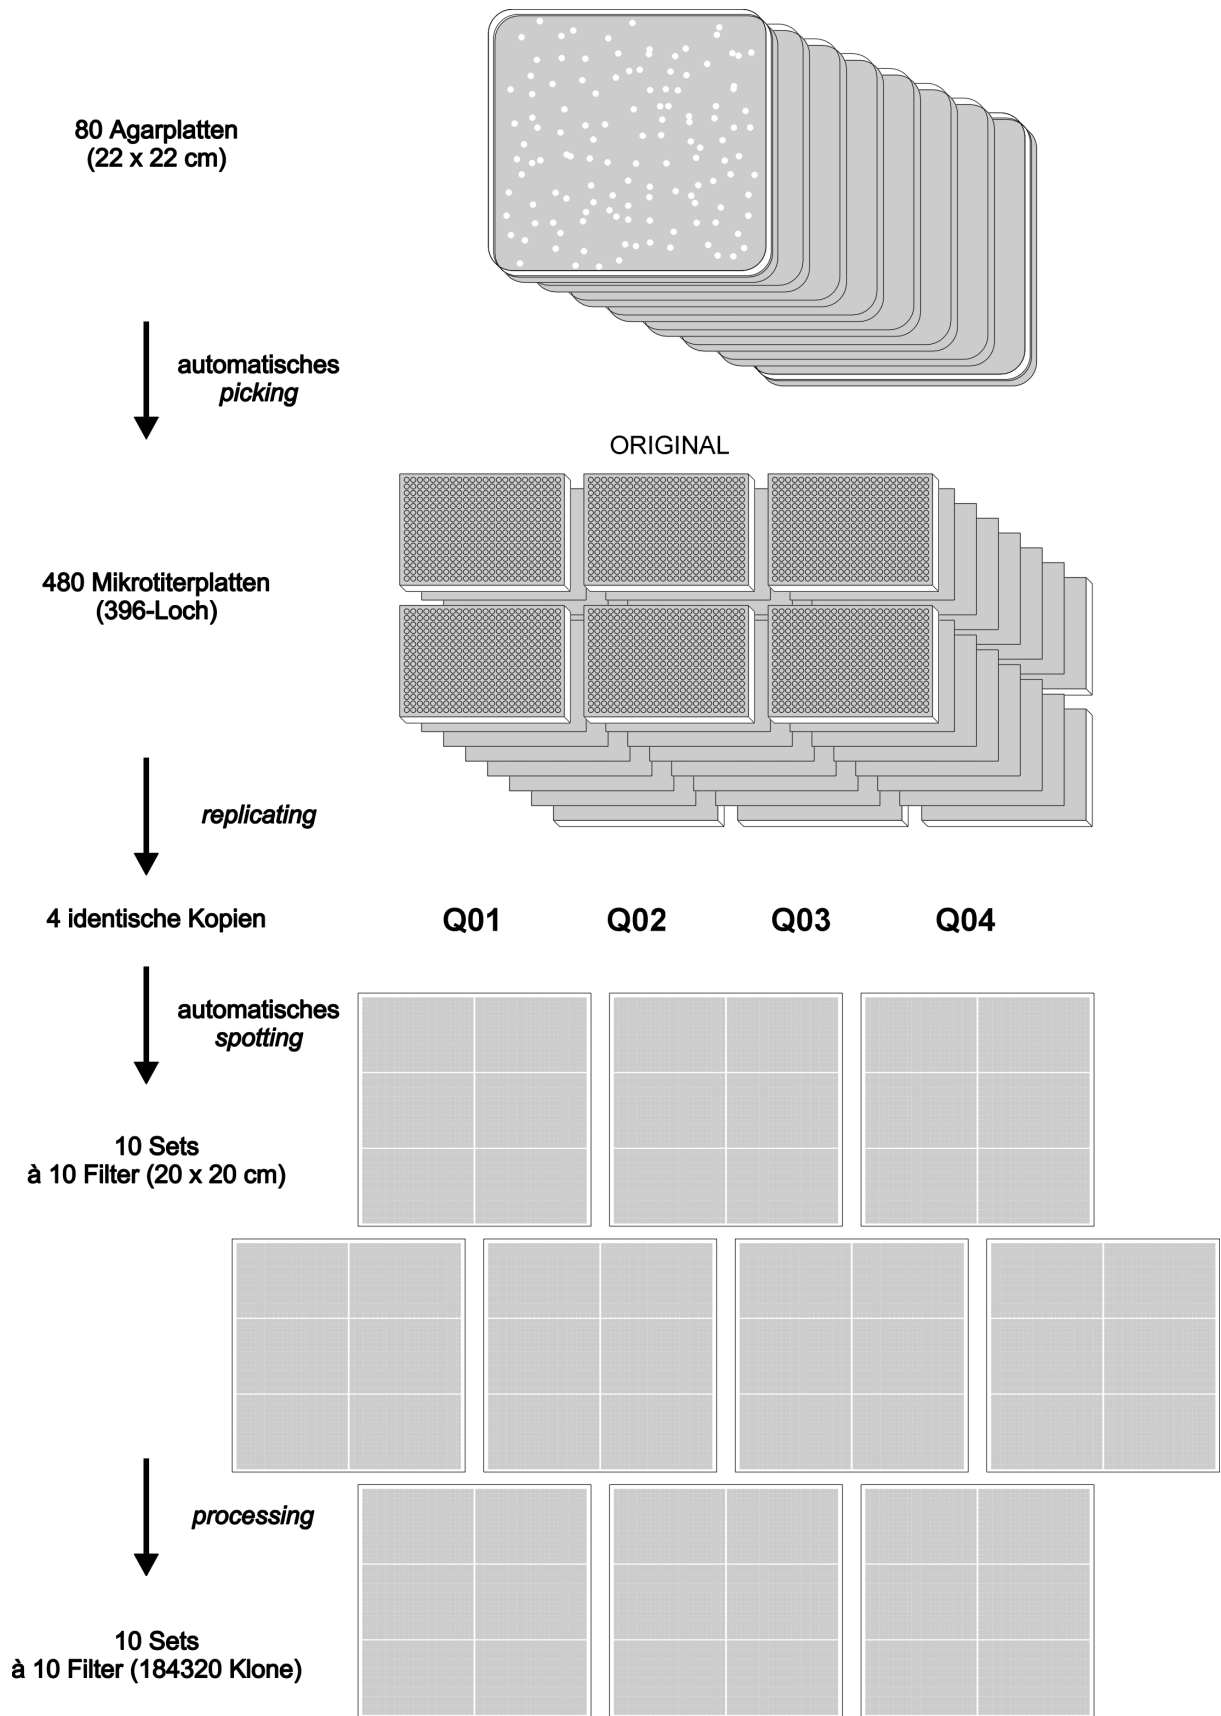 80 Agarplatten
(22 x 22 cm)
automatisches
picking
ORIGINAL
480 Mikrotiterplatten
(396-Loch)
replicating
4 identische Kopien
Q01 Q02 Q03 Q04
automatisches
spotting
10 Sets
à 10 Filter (20 x 20 cm)
processing
10 Sets
à 10 Filter (184320 Klone)